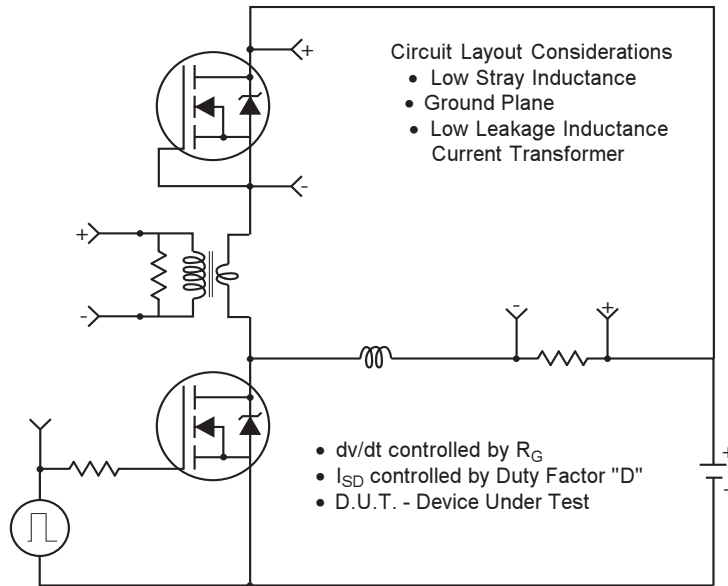 +
Circuit Layout Considerations
• Low Stray Inductance
• Ground Plane
• Low Leakage Inductance
Current Transformer
-
+
-
-
+
• dv/dt controlled by RG
• ISD controlled by Duty Factor "D"
• D.U.T. - Device Under Test
+
-